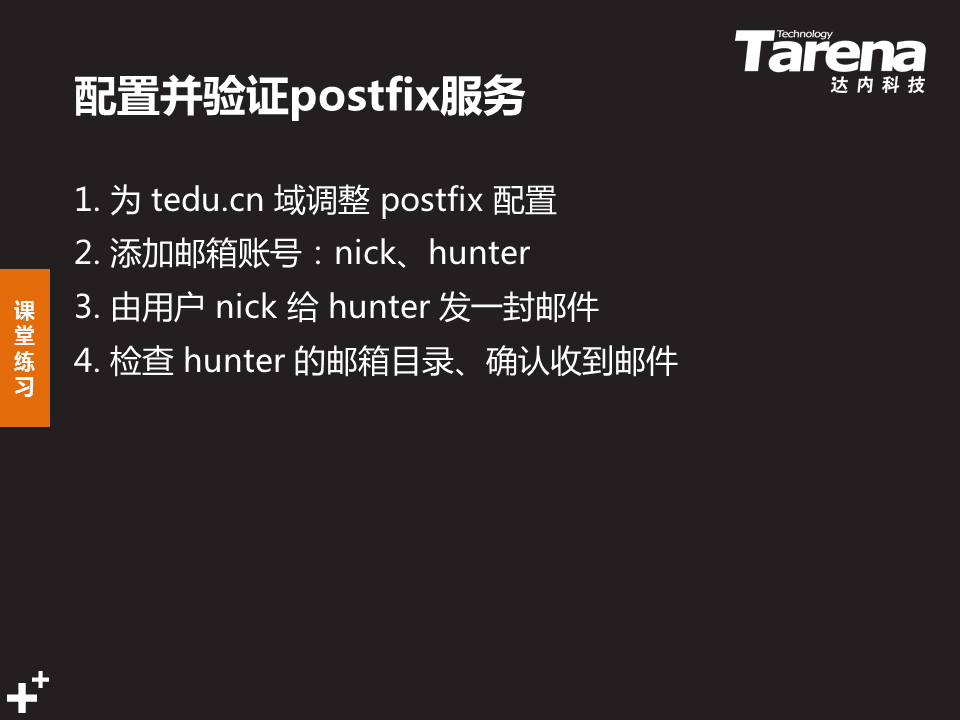 Technology
Tarena
达内科技
配置并验证postfix服务
1. 为 tedu.cn 域调整 postfix 配置
2. 添加邮箱账号：nick、hunter
3. 由用户 nick 给 hunter 发一封邮件
4. 检查 hunter 的邮箱目录、确认收到邮件
课
堂
练
习